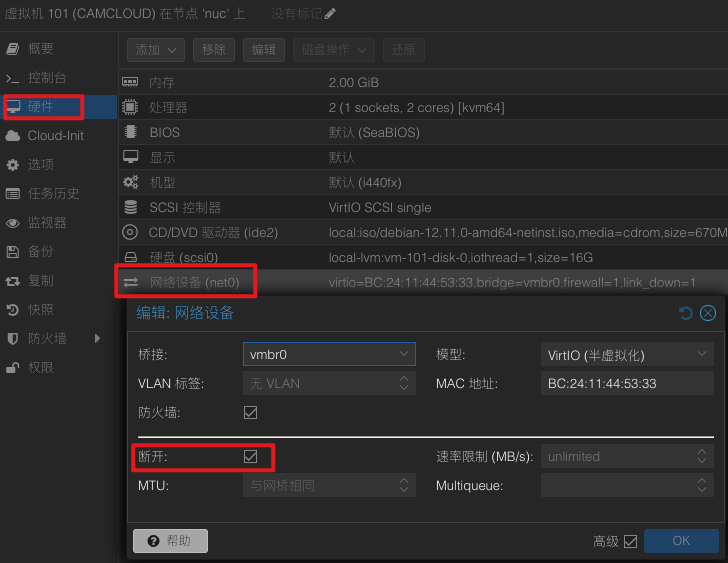 虚拟机 101 (CAMCLOUD) 在节点 'nuc' 上 没有标记
概要
控制台
硬件
Cloud-Init
选项
任务历史
监视器
备份
复制
快照
防火墙
权限
添加 移除 编辑 磁盘操作 还原
内存 2.00 GiB
处理器 2 (1 sockets, 2 cores) [kvm64]
BIOS 默认 (SeaBIOS)
显示 默认
机型 默认 (i440fx)
SCSI 控制器 VirtIO SCSI single
CD/DVD 驱动器 (ide2) local:iso/debian-12.11.0-amd64-netinst.iso,media=cdrom,size=670M
硬盘 (scsi0) local-lvm:vm-101-disk-0,iothread=1,size=16G
网络设备 (net0) virtio=BC:24:11:44:53:33,bridge=vmbr0,firewall=1,link_down=1
编辑: 网络设备
桥接: vmbr0 模型: VirtIO (半虚拟化)
VLAN 标签: 无 VLAN MAC 地址: BC:24:11:44:53:33
防火墙:
断开: 速率限制 (MB/s): unlimited
MTU: 与网桥相同 Multiqueue:
帮助 高级 OK